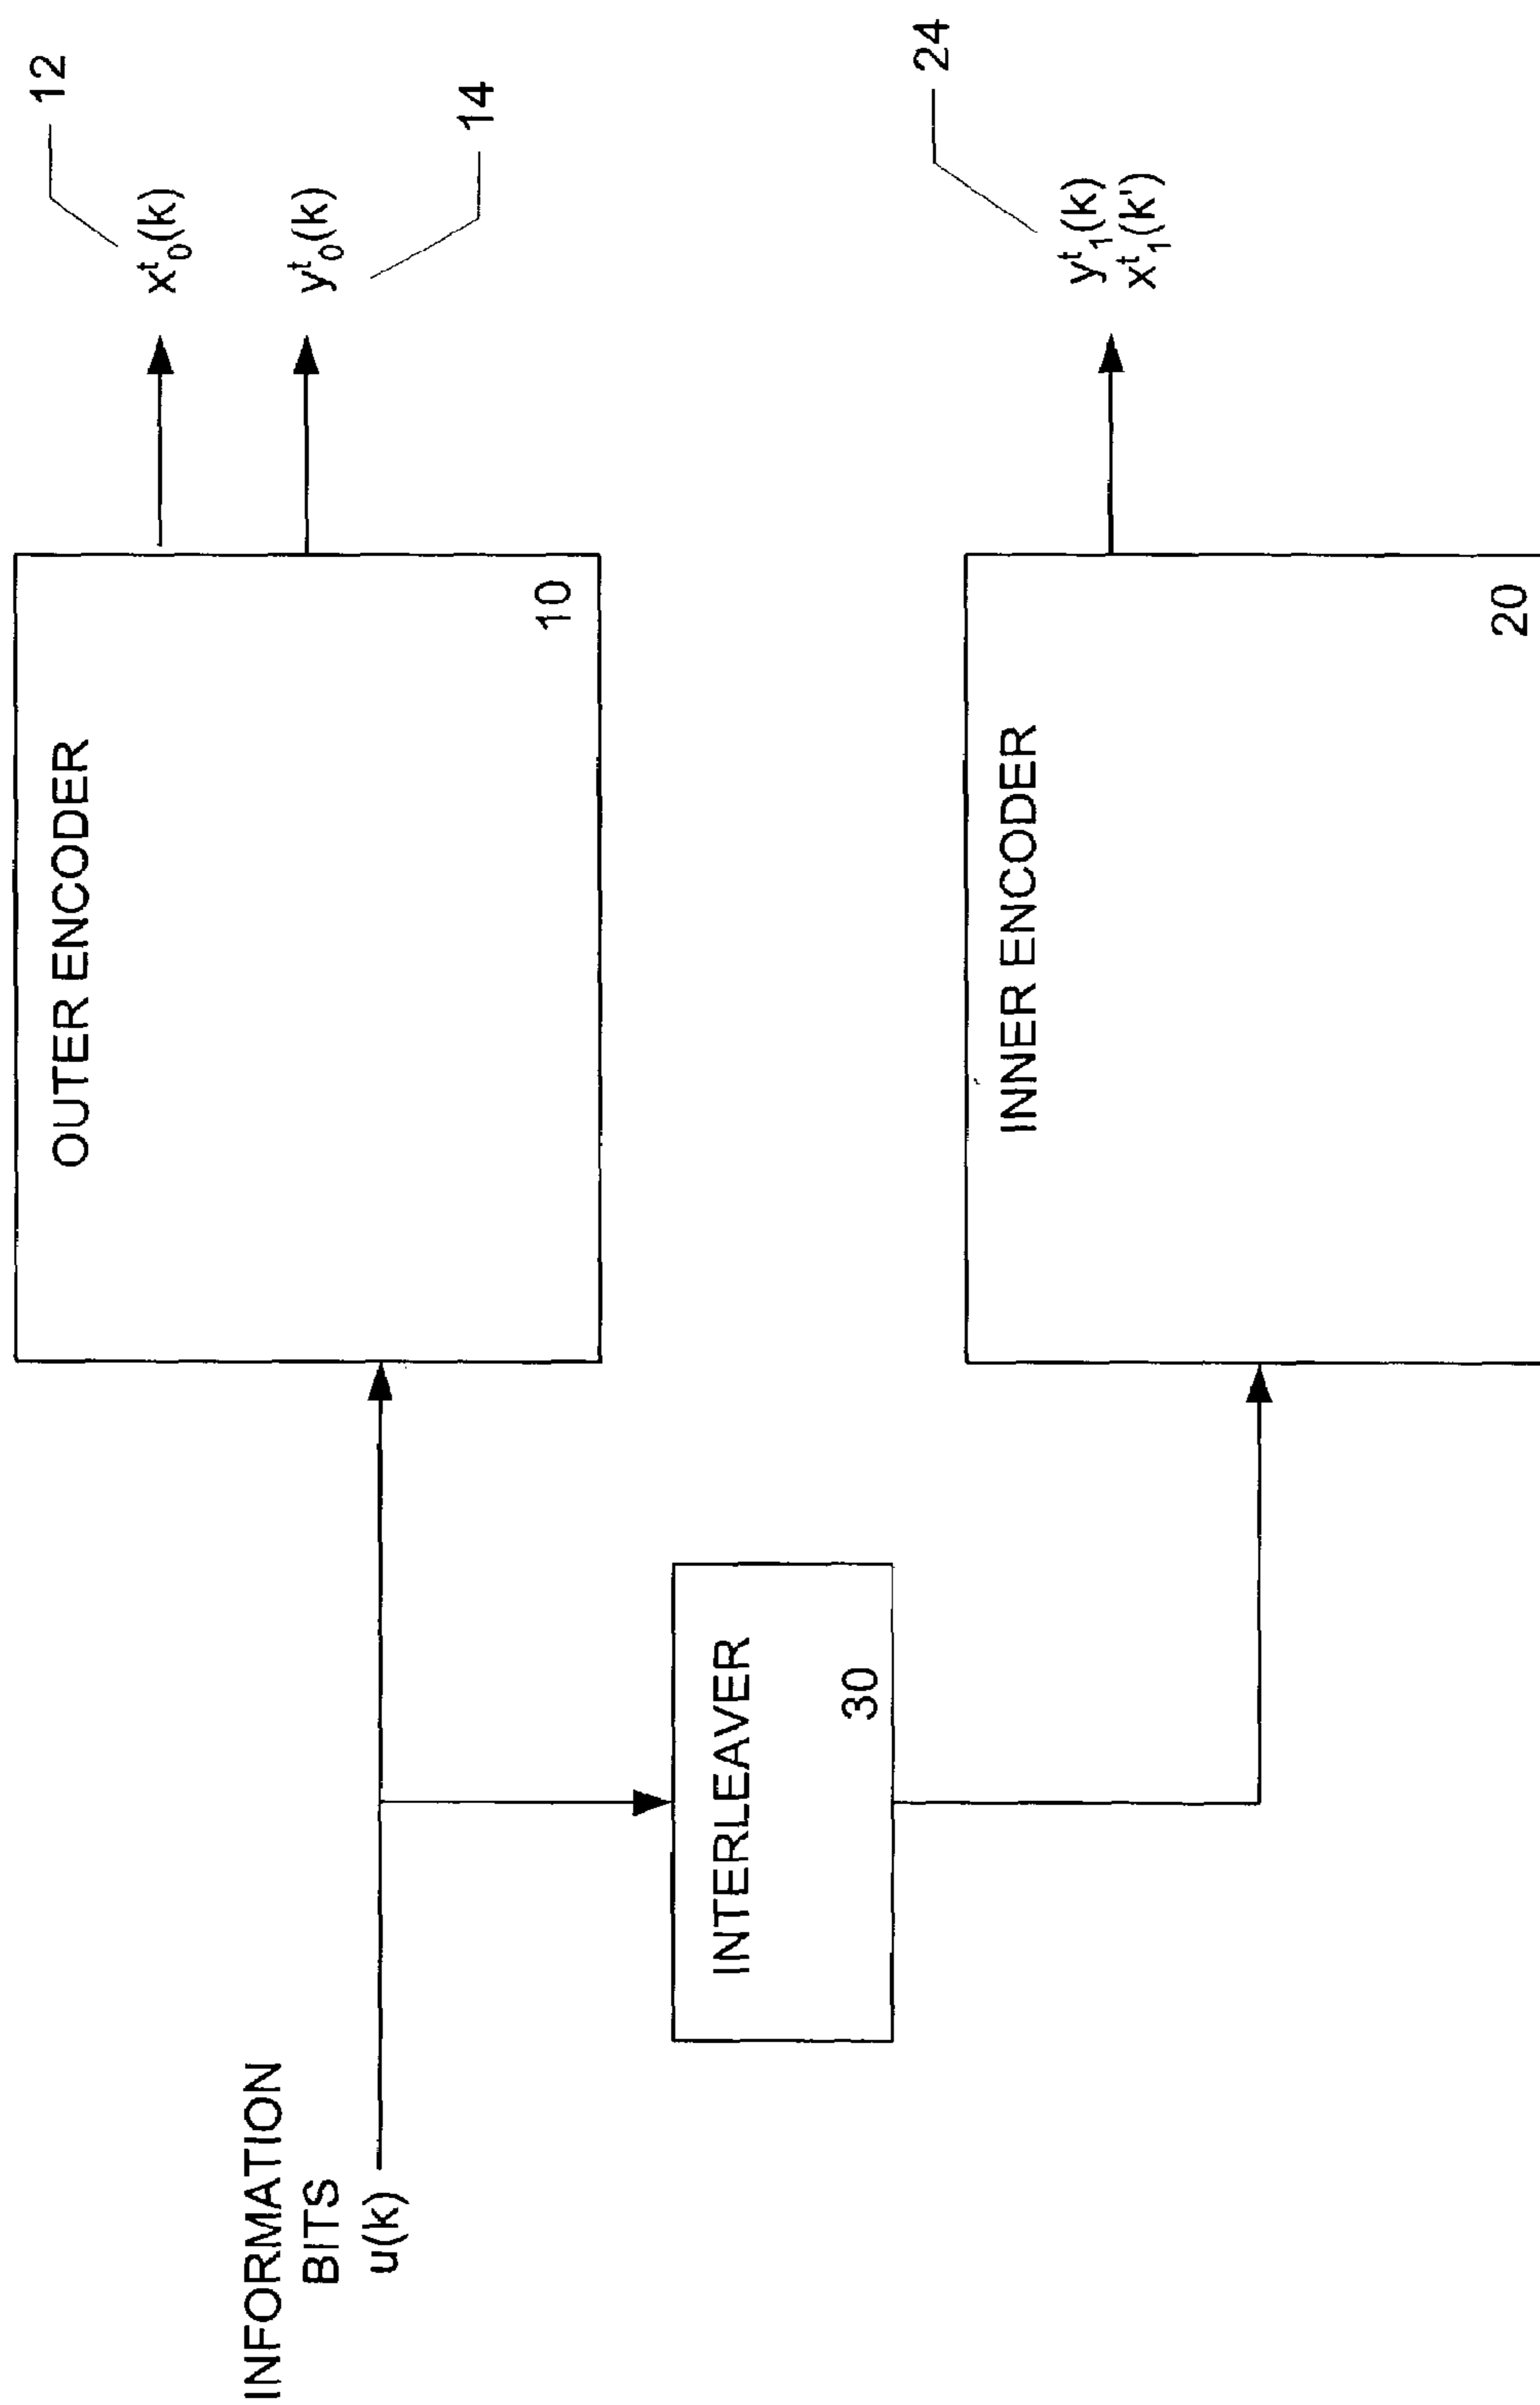 INFORMATION
BITS
u(k)
INTERLEAVER
30
OUTER ENCODER
10
x^t_0(k)
12
y^t_0(k)
14
INNER ENCODER
20
y^t_1(k)
x^t_1(k')
24